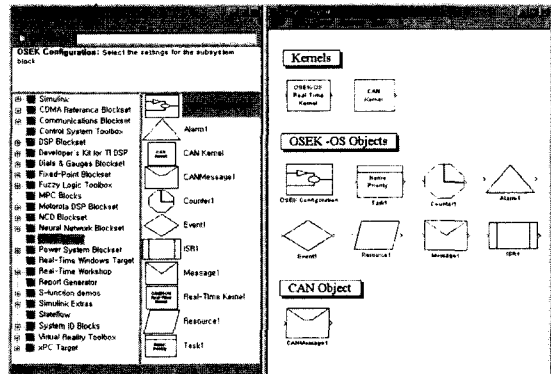 OSEK Configuration: Select the settings for the subsystem
block
Simulink
CDMA Reference Blockset
Communications Blockset
Control System Toolbox
DSP Blockset
Developer's Kit for TI DSP
Dials & Gauges Blockset
Fixed-Point Blockset
Fuzzy Logic Toolbox
MPC Blocks
Motorola DSP Blockset
NCD Blockset
Neural Network Blockset
Power System Blockset
Real-Time Windows Target
Real-Time Workshop
Report Generator
S-function demos
Simulink Extras
Stateflow
System ID Blocks
Virtual Reality Toolbox
xPC Target
Alarm1
CAN Kernel
CANMessage1
Counter1
Event1
ISR1
Message1
Real-Time Kernel
Resource1
Task1
Kernels
OSEK-OS
Real Time
Kernel
CAN
Kernel
OSEK -OS Objects
OSEK Configuration
Name
Priority
Task1
Counter1
Alarm1
Event1
Resource1
Message1
ISR1
CAN Object
CANMessage1